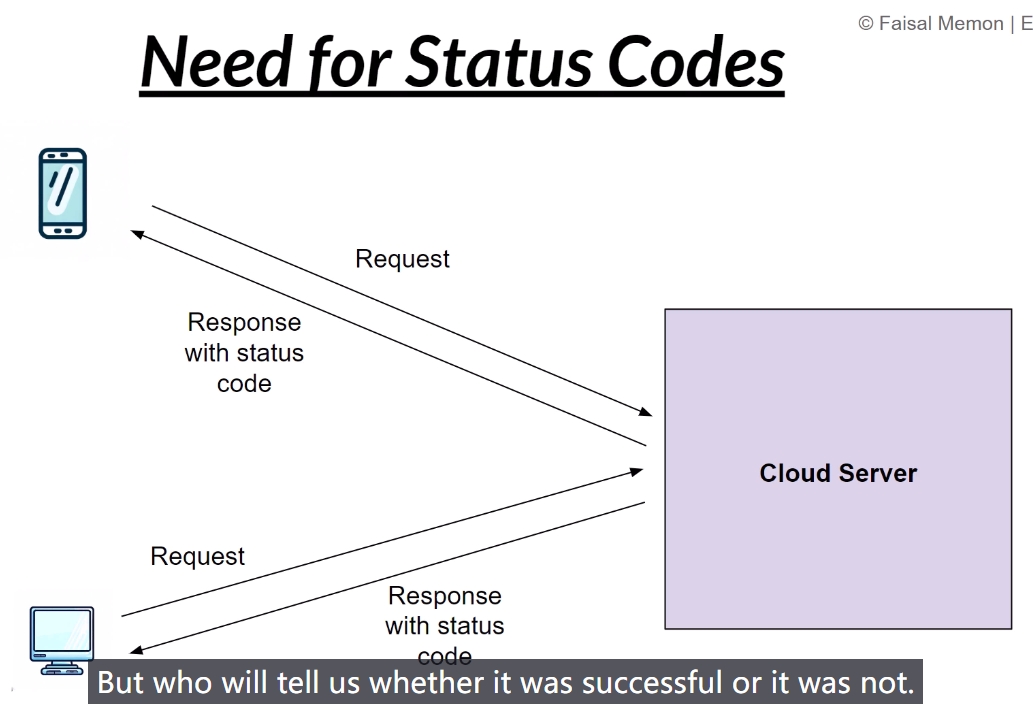 © Faisal Memon | E
Need for Status Codes
Request
Response
with status
code
Cloud Server
Request
Response
with status
code
But who will tell us whether it was successful or it was not.